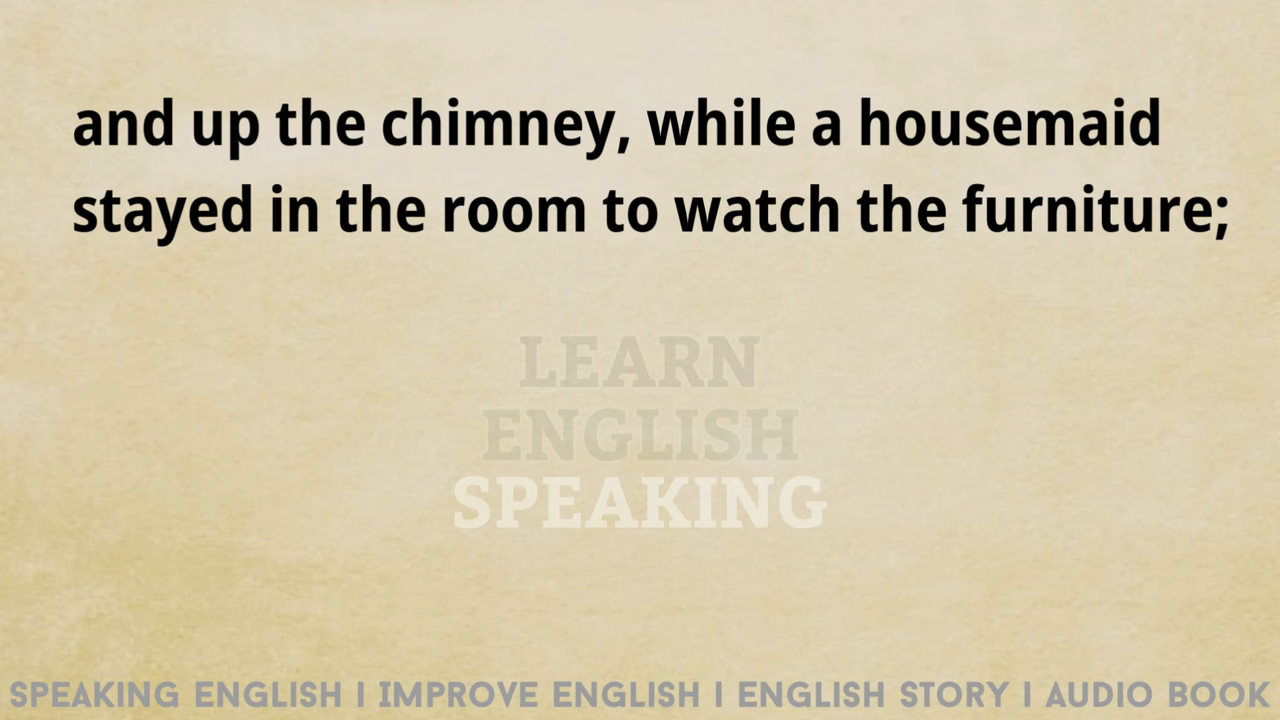 and up the chimney, while a housemaid
stayed in the room to watch the furniture;
LEARN
ENGLISH
SPEAKING
SPEAKING ENGLISH I IMPROVE ENGLISH I ENGLISH STORY I AUDIO BOOK